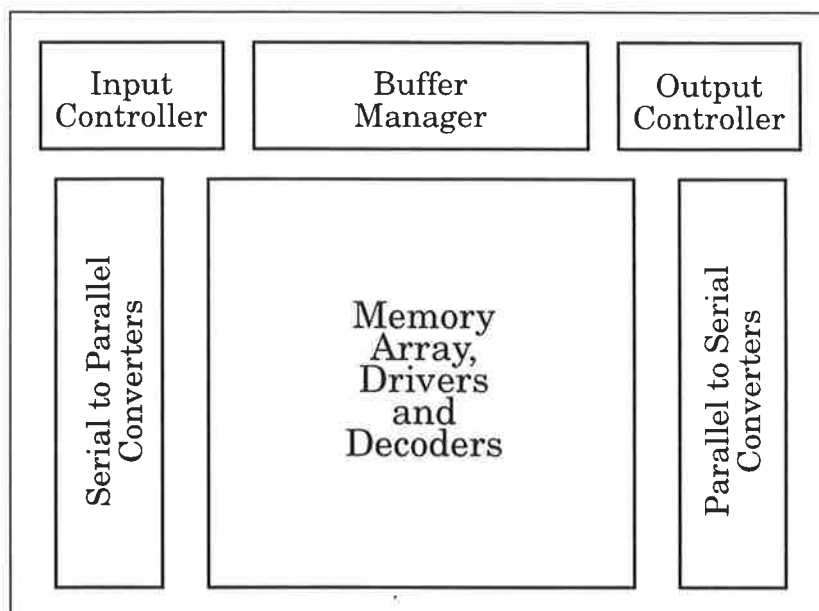 Input
Controller
Buffer
Manager
Output
Controller
Serial to Parallel
Converters
Memory
Array,
Drivers
and
Decoders
Parallel to Serial
Converters